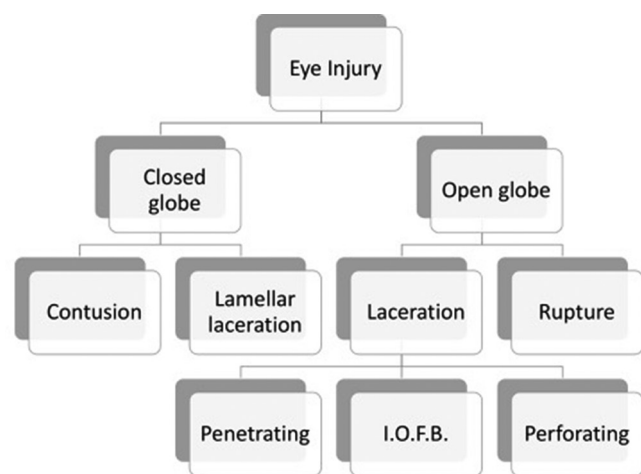 Eye Injury
Closed
globe
Open globe
Contusion
Lamellar
laceration
Laceration
Rupture
Penetrating
I.O.F.B.
Perforating